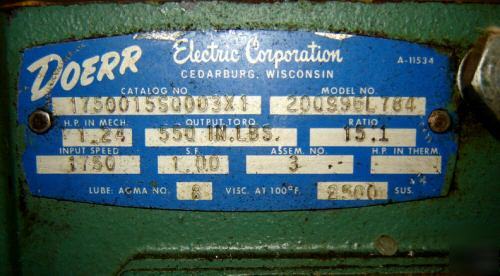 DOERR Electric Corporation
A-11534
CEDARBURG, WISCONSIN
CATALOG NO. MODEL NO.
H.P. IN MECH. OUTPUT TORQ RATIO
1.24 550 IN.LBS. 15.1
INPUT SPEED S.F. ASSEM. NO. H.P. IN THERM.
1750 1.00 3 --
LUBE: AGMA NO. 8 VISC. AT 100°F. 2500 SUS.